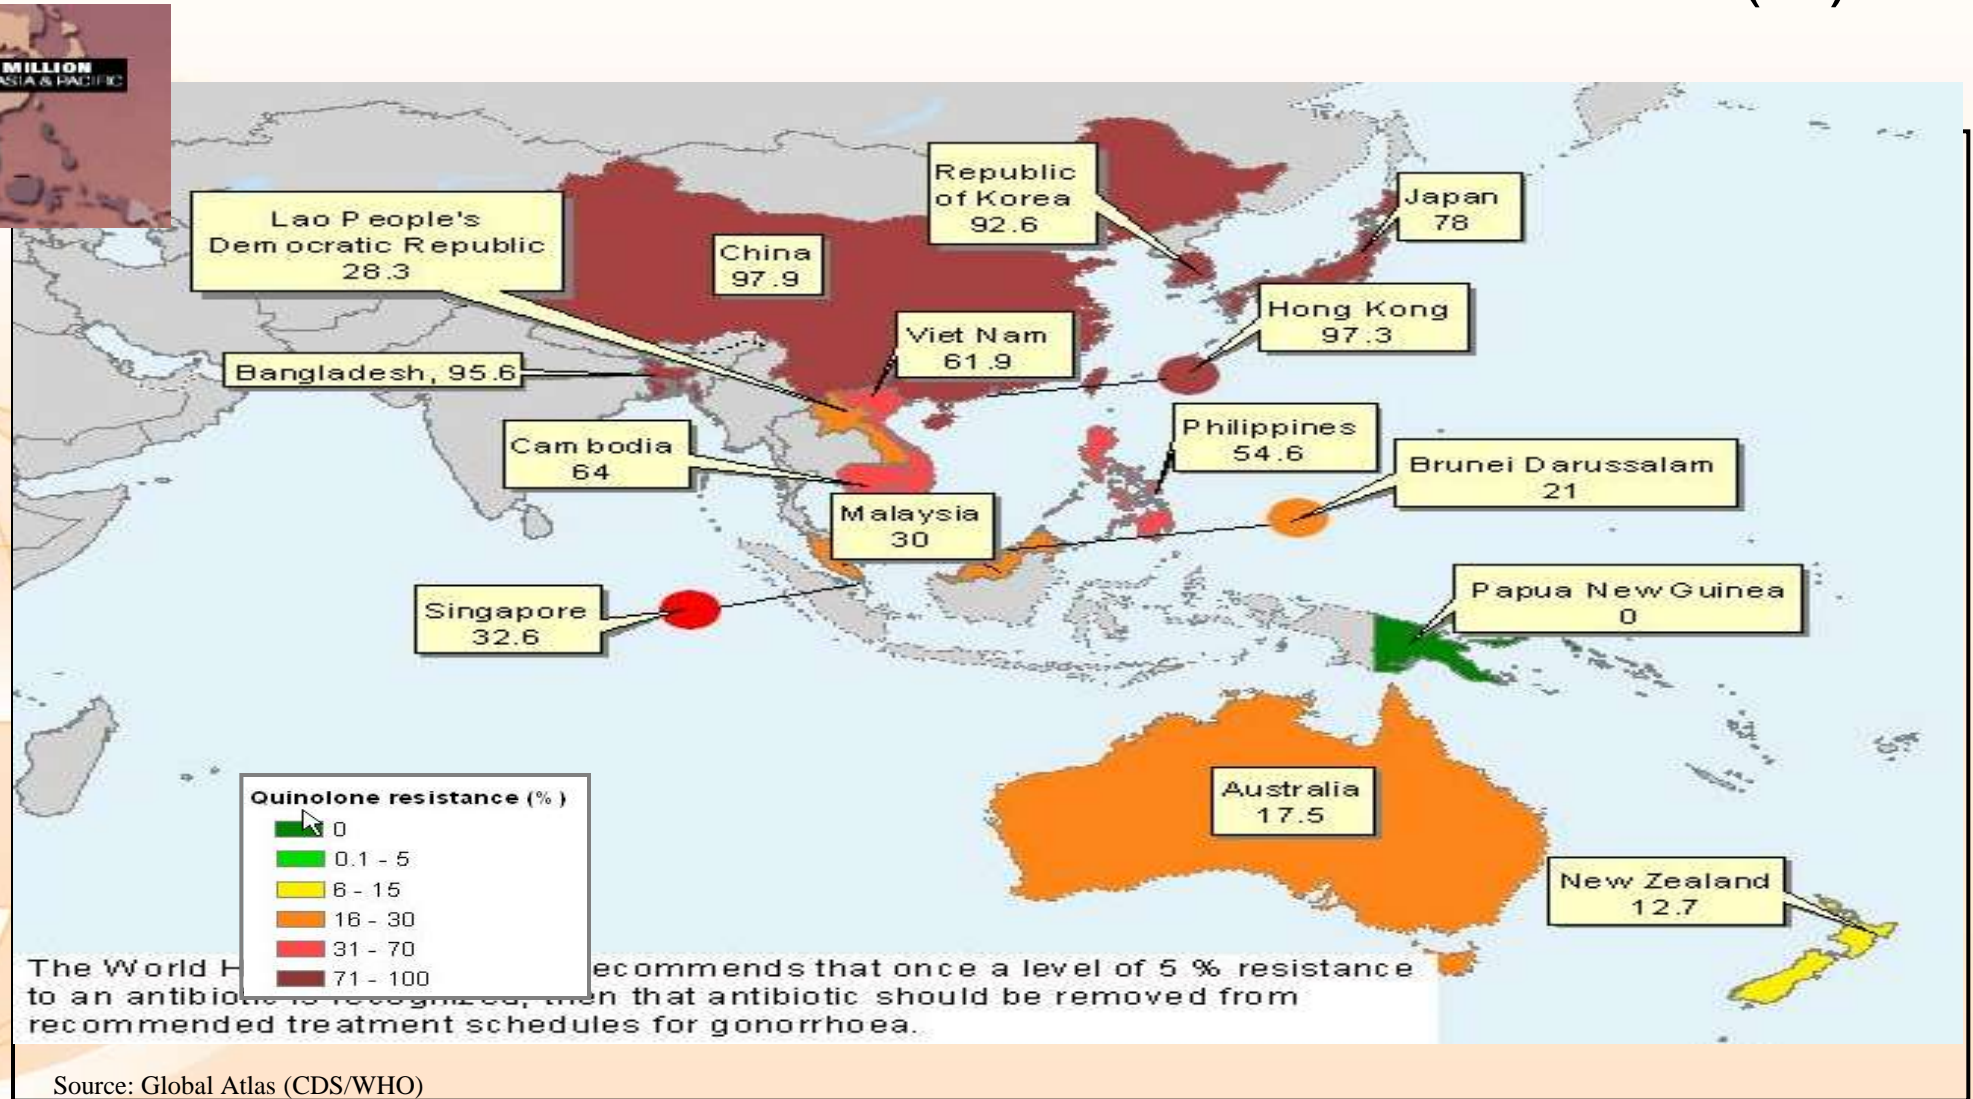 MILLION
ASIA & PACIFIC
Republic
of Korea
92.6
Japan
78
Lao People's
Democratic Republic
28.3
China
97.9
Hong Kong
97.3
Viet Nam
61.9
Bangladesh, 95.6
Philippines
54.6
Cambodia
64
Brunei Darussalam
21
Malaysia
30
Papua New Guinea
0
Singapore
32.6
Australia
17.5
New Zealand
12.7
Quinolone resistance (%)
0
0.1 - 5
6 - 15
16 - 30
31 - 70
71 - 100
The World ecommends that once a level of 5 % resistance
to an antibiotic is recognized, then that antibiotic should be removed from
recommended treatment schedules for gonorrhoea.
Source: Global Atlas (CDS/WHO)